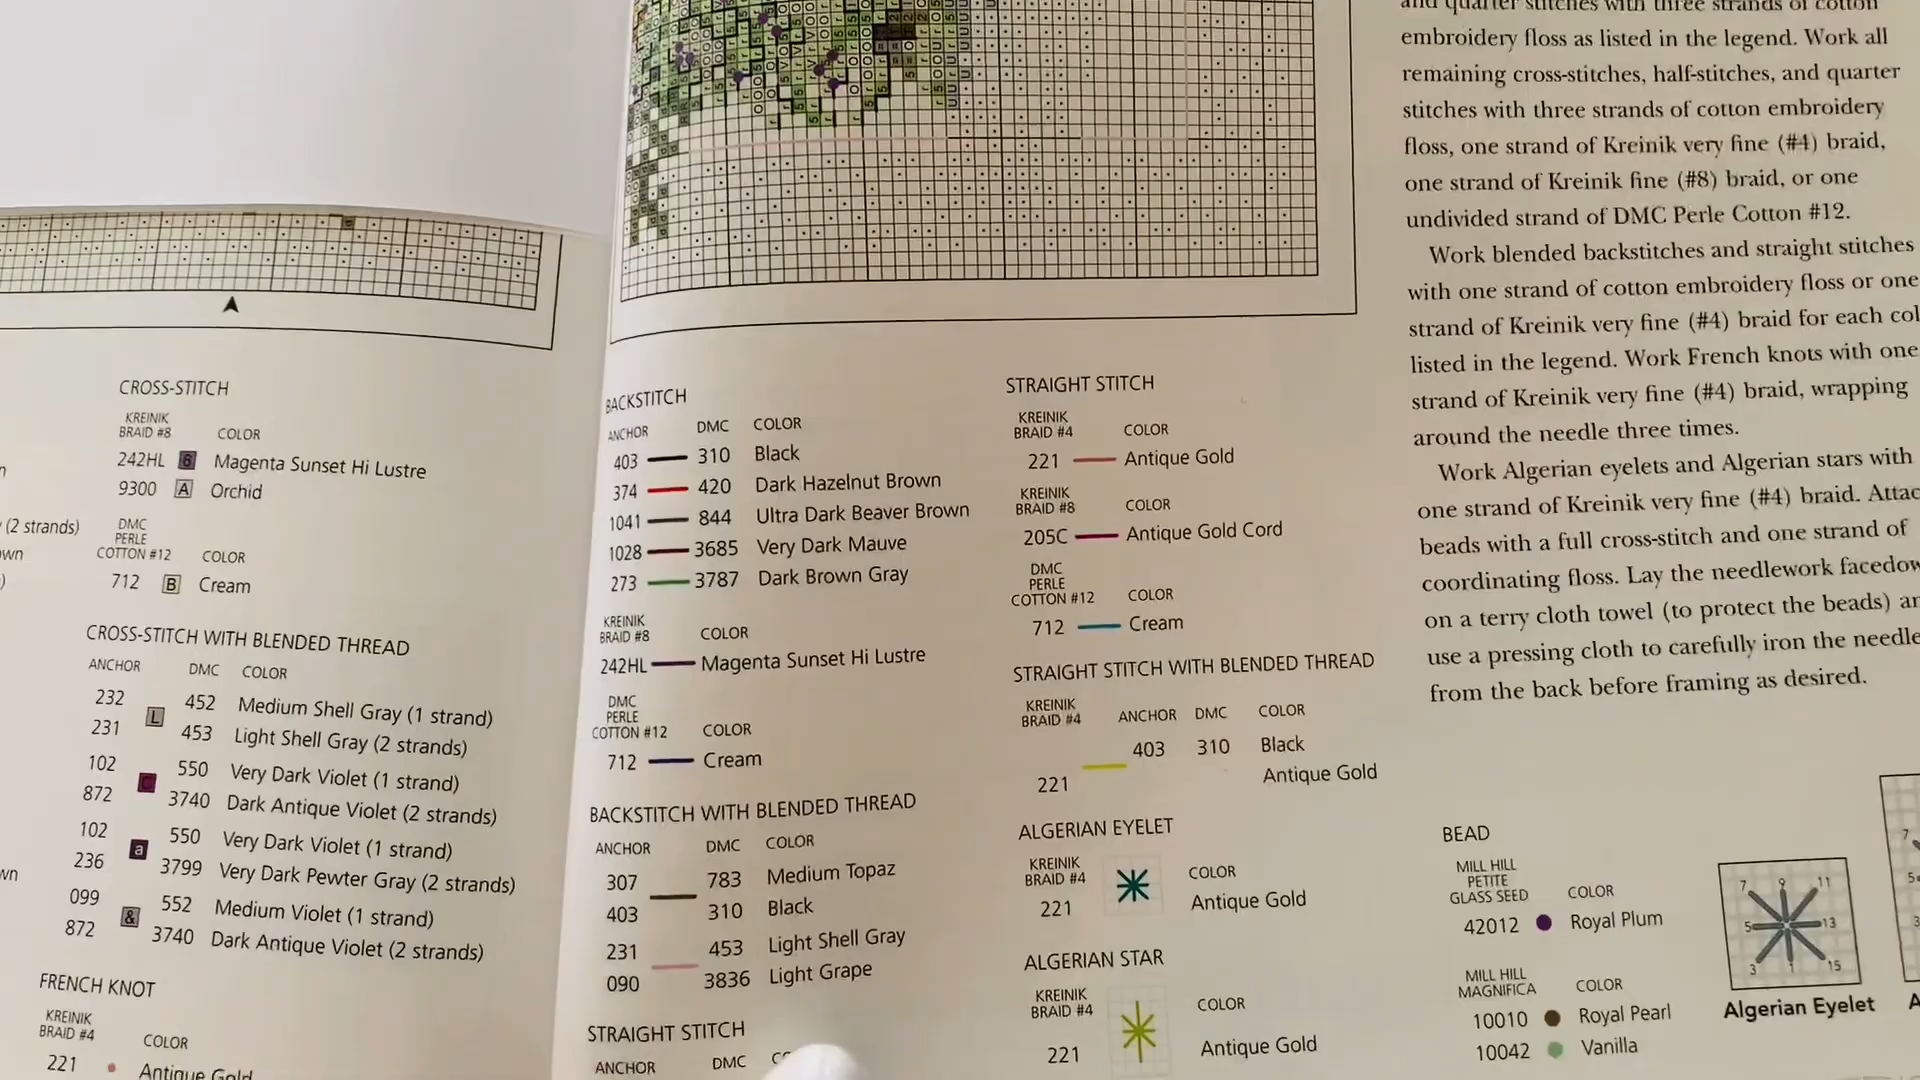 (2 strands)
CROSS-STITCH
KREINIK
BRAID #8 COLOR
242HL 6 Magenta Sunset Hi Lustre
9300 A Orchid
DMC
PERLE
COTTON #12 COLOR
712 B Cream
CROSS-STITCH WITH BLENDED THREAD
ANCHOR DMC COLOR
232 452 Medium Shell Gray (1 strand)
L
231 453 Light Shell Gray (2 strands)
102 550 Very Dark Violet (1 strand)
C
872 3740 Dark Antique Violet (2 strands)
102 550 Very Dark Violet (1 strand)
a
236 3799 Very Dark Pewter Gray (2 strands)
099 552 Medium Violet (1 strand)
&
872 3740 Dark Antique Violet (2 strands)
FRENCH KNOT
KREINIK
BRAID #4 COLOR
221 Antique Gold
BACKSTITCH
ANCHOR DMC COLOR
403 310 Black
374 420 Dark Hazelnut Brown
1041 844 Ultra Dark Beaver Brown
1028 3685 Very Dark Mauve
273 3787 Dark Brown Gray
KREINIK
BRAID #8 COLOR
242HL Magenta Sunset Hi Lustre
DMC
PERLE
COTTON #12 COLOR
712 Cream
BACKSTITCH WITH BLENDED THREAD
ANCHOR DMC COLOR
307 783 Medium Topaz
403 310 Black
231 453 Light Shell Gray
090 3836 Light Grape
STRAIGHT STITCH
ANCHOR DMC
STRAIGHT STITCH
KREINIK
BRAID #4 COLOR
221 Antique Gold
KREINIK
BRAID #8 COLOR
205C Antique Gold Cord
DMC
PERLE
COTTON #12 COLOR
712 Cream
STRAIGHT STITCH WITH BLENDED THREAD
KREINIK
BRAID #4 ANCHOR DMC COLOR
403 310 Black
221 Antique Gold
ALGERIAN EYELET
KREINIK
BRAID #4 COLOR
221 Antique Gold
ALGERIAN STAR
KREINIK
BRAID #4 COLOR
221 Antique Gold
and quarter stitches with three strands of cotton
embroidery floss as listed in the legend. Work all
remaining cross-stitches, half-stitches, and quarter
stitches with three strands of cotton embroidery
floss, one strand of Kreinik very fine (#4) braid,
one strand of Kreinik fine (#8) braid, or one
undivided strand of DMC Perle Cotton #12.
Work blended backstitches and straight stitches
with one strand of cotton embroidery floss or one
strand of Kreinik very fine (#4) braid for each col
listed in the legend. Work French knots with one
strand of Kreinik very fine (#4) braid, wrapping
around the needle three times.
Work Algerian eyelets and Algerian stars with
one strand of Kreinik very fine (#4) braid. Attac
beads with a full cross-stitch and one strand of
coordinating floss. Lay the needlework facedow
on a terry cloth towel (to protect the beads) an
use a pressing cloth to carefully iron the needle
from the back before framing as desired.
BEAD
MILL HILL
PETITE
GLASS SEED COLOR
42012 Royal Plum
MILL HILL
MAGNIFICA COLOR
10010 Royal Pearl
10042 Vanilla
7 9 11
5 13
3 1 15
Algerian Eyelet